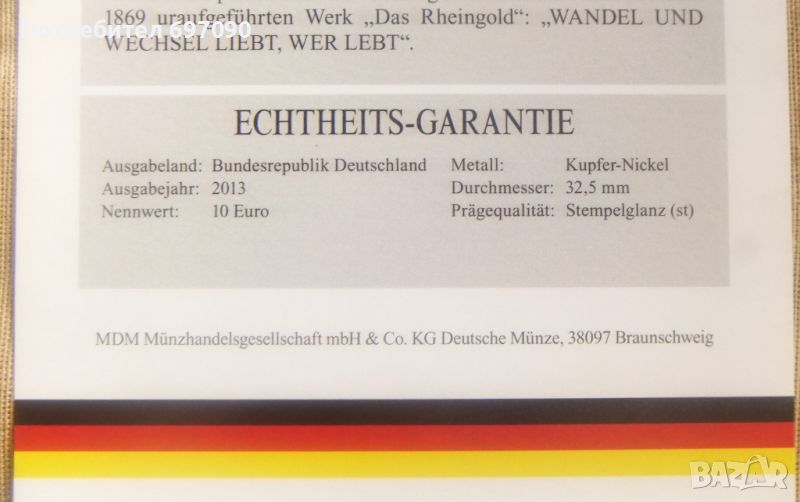 1869 uraufgeführten Werk „Das Rheingold“: „WANDEL UND
Потребител 697090
WECHSEL LIEBT, WER LEBT“.
ECHTHEITS-GARANTIE
Ausgabeland: Bundesrepublik Deutschland Metall: Kupfer-Nickel
Ausgabejahr: 2013 Durchmesser: 32,5 mm
Nennwert: 10 Euro Prägequalität: Stempelglanz (st)
MDM Münzhandelsgesellschaft mbH & Co. KG Deutsche Münze, 38097 Braunschweig
BAZAR